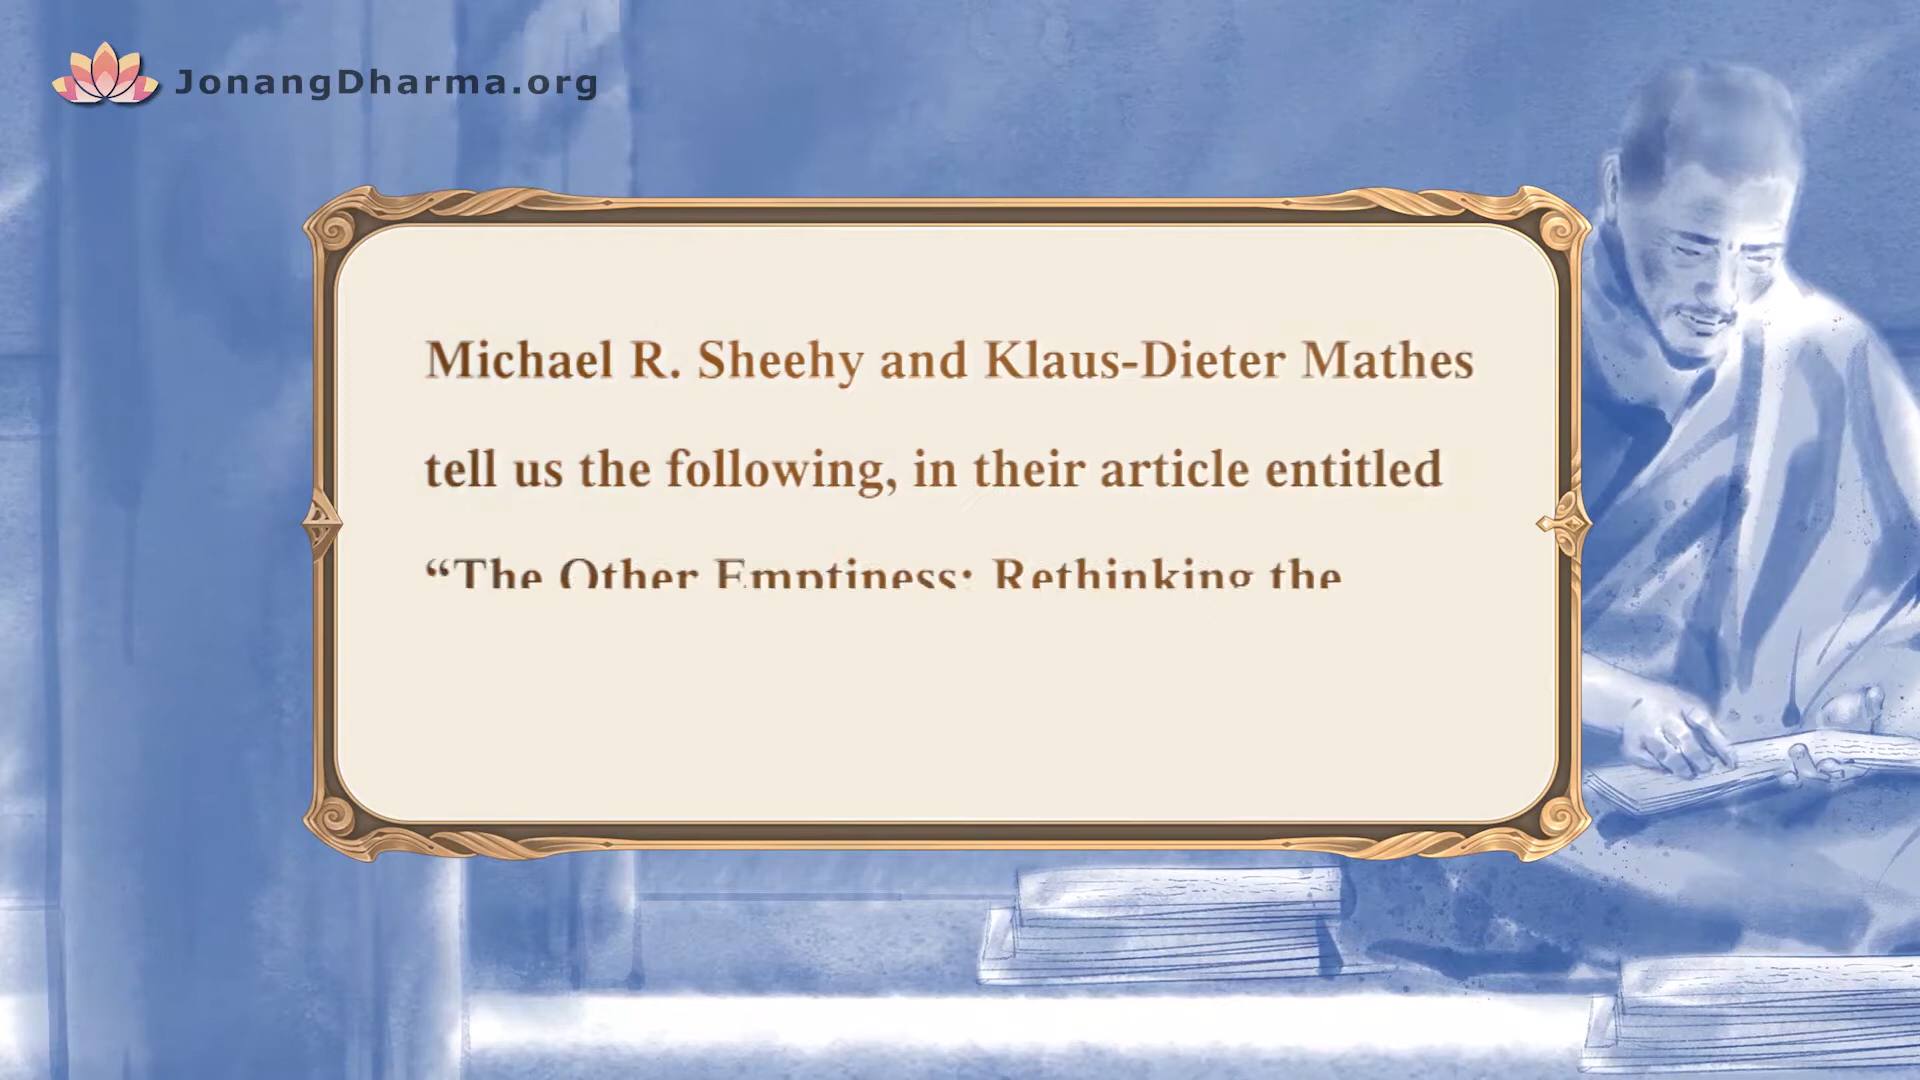 JonangDharma.org
Michael R. Sheehy and Klaus-Dieter Mathes
tell us the following, in their article entitled
“The Other Emptiness: Rethinking the